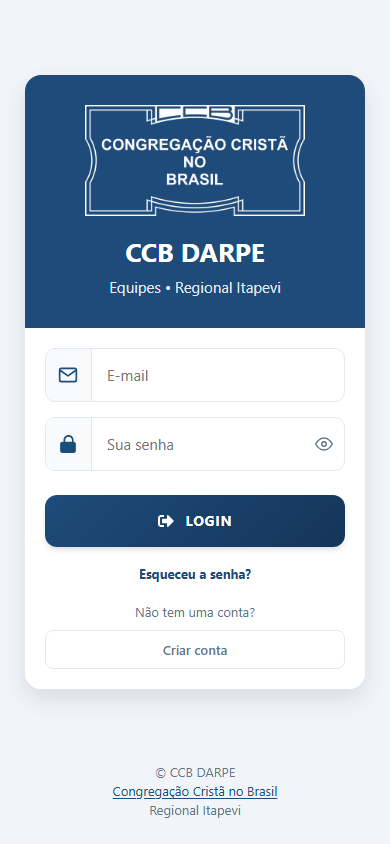 CCB
CONGREGAÇÃO CRISTÃ
NO
BRASIL
CCB DARPE
Equipes • Regional Itapevi
E-mail
Sua senha
LOGIN
Esqueceu a senha?
Não tem uma conta?
Criar conta
© CCB DARPE
Congregação Cristã no Brasil
Regional Itapevi